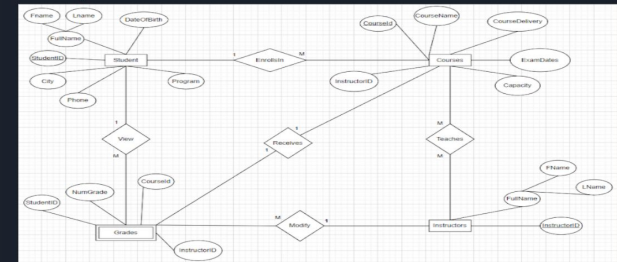 Fname
Lname
DateOfBirth
FullName
StudentID
Student
City
Phone
Program
1
EnrollsIn
M
CourseId
CourseName
CourseDelivery
Courses
ExamDates
InstructorID
Capacity
1
View
M
1
Receives
1
M
Teaches
M
CourseId
NumGrade
StudentID
Grades
InstructorID
M
Modify
1
FName
LName
FullName
Instructors
InstructorID